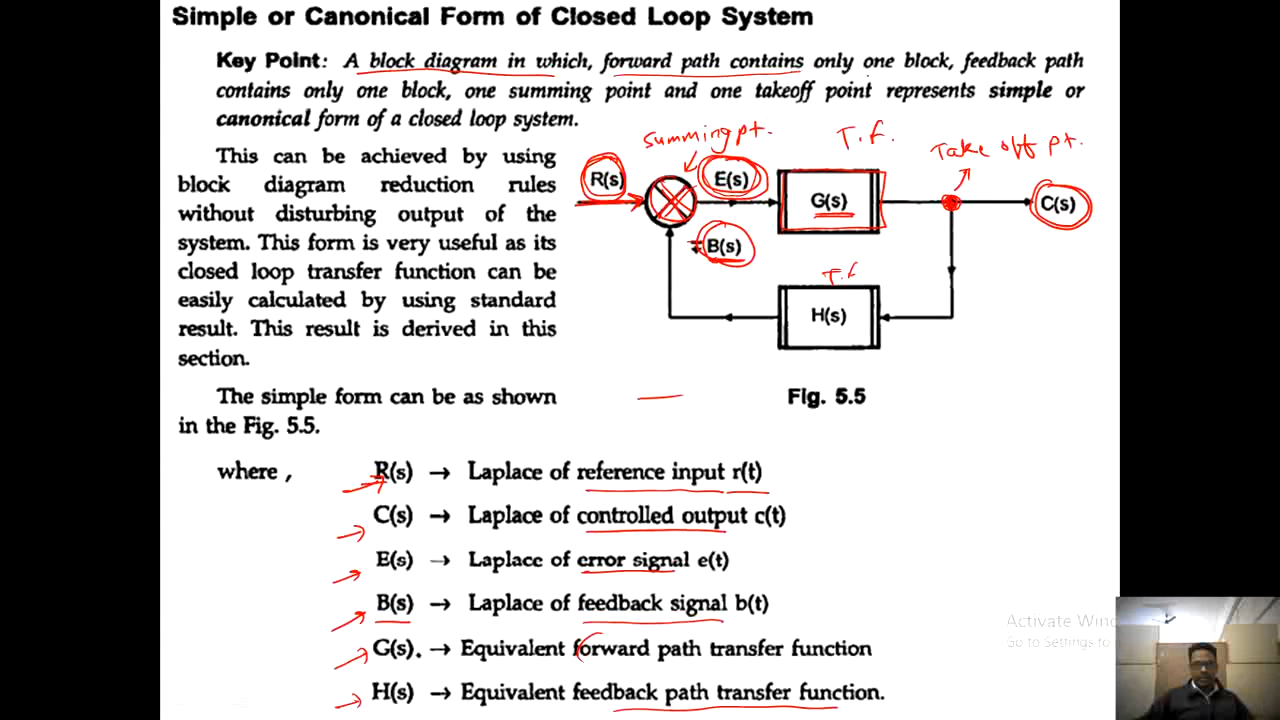 Simple or Canonical Form of Closed Loop System
Key Point: A block diagram in which, forward path contains only one block, feedback path
contains only one block, one summing point and one takeoff point represents simple or
canonical form of a closed loop system.
This can be achieved by using
block diagram reduction rules
without disturbing output of the
system. This form is very useful as its
closed loop transfer function can be
easily calculated by using standard
result. This result is derived in this
section.
The simple form can be as shown
in the Fig. 5.5.
summing pt.
T.f.
Take off pt.
R(s)
E(s)
G(s)
C(s)
B(s)
T.f
H(s)
Fig. 5.5
where ,
R(s) → Laplace of reference input r(t)
C(s) → Laplace of controlled output c(t)
E(s) → Laplace of error signal e(t)
B(s) → Laplace of feedback signal b(t)
G(s). → Equivalent forward path transfer function
H(s) → Equivalent feedback path transfer function.
Activate Win
Go to Settings to